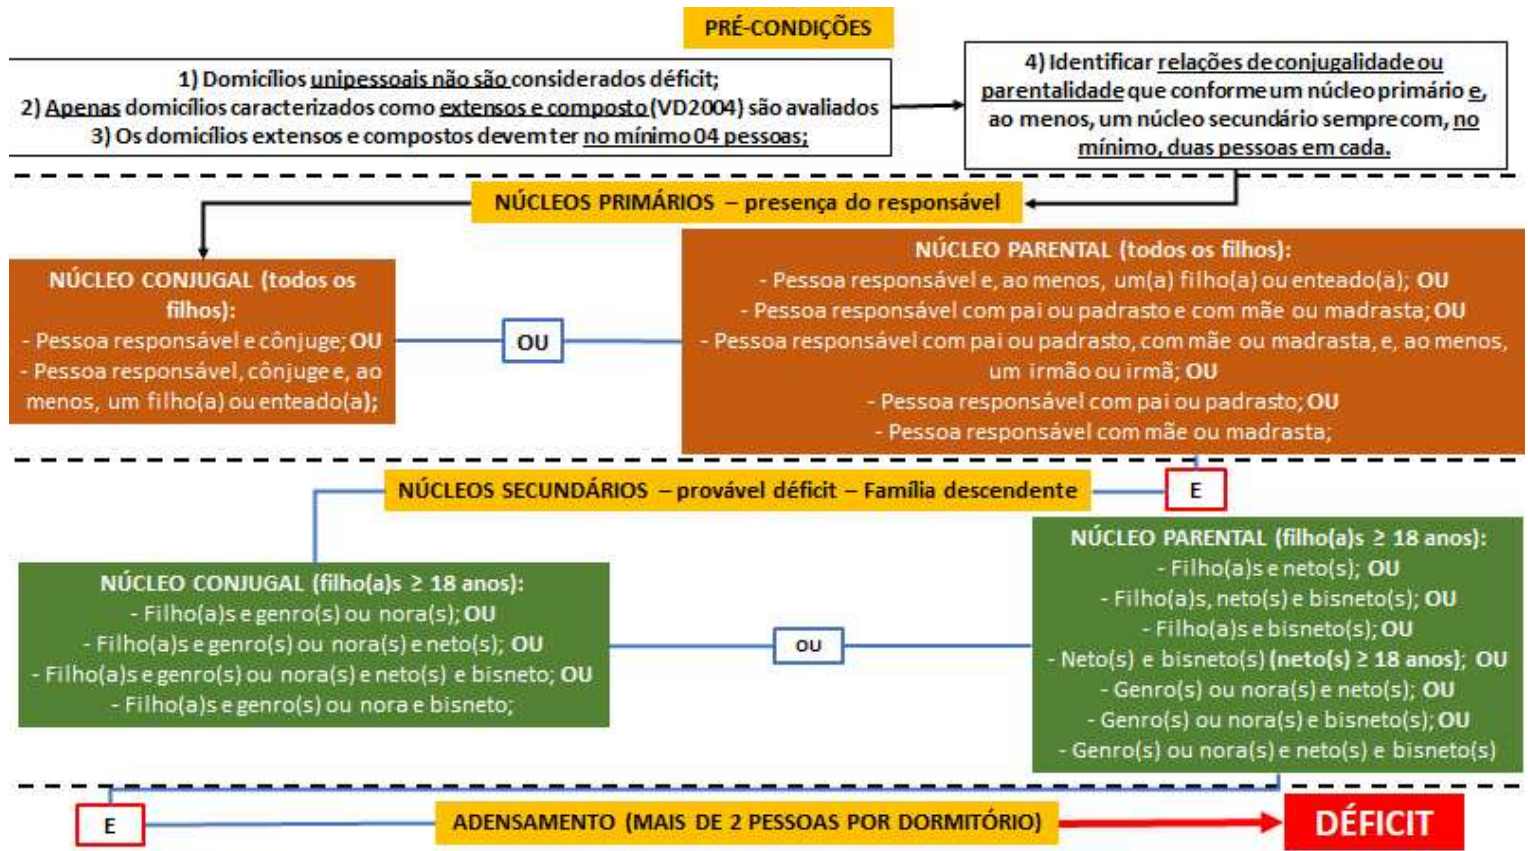 PRÉ-CONDIÇÕES
1) Domicílios unipessoais não são considerados déficit;
2) Apenas domicílios caracterizados como extensos e composto (VD2004) são avaliados
3) Os domicílios extensos e compostos devem ter no mínimo 04 pessoas;
4) Identificar relações de conjugalidade ou
parentalidade que conforme um núcleo primário e,
ao menos, um núcleo secundário sempre com, no
mínimo, duas pessoas em cada.
NÚCLEOS PRIMÁRIOS – presença do responsável
NÚCLEO CONJUGAL (todos os
filhos):
- Pessoa responsável e cônjuge; OU
- Pessoa responsável, cônjuge e, ao
menos, um filho(a) ou enteado(a);
OU
NÚCLEO PARENTAL (todos os filhos):
- Pessoa responsável e, ao menos, um(a) filho(a) ou enteado(a); OU
- Pessoa responsável com pai ou padrasto e com mãe ou madrasta; OU
- Pessoa responsável com pai ou padrasto, com mãe ou madrasta, e, ao menos,
um irmão ou irmã; OU
- Pessoa responsável com pai ou padrasto; OU
- Pessoa responsável com mãe ou madrasta;
NÚCLEOS SECUNDÁRIOS – provável déficit – Família descendente
E
NÚCLEO CONJUGAL (filho(a)s ≥ 18 anos):
- Filho(a)s e genro(s) ou nora(s); OU
- Filho(a)s e genro(s) ou nora(s) e neto(s); OU
- Filho(a)s e genro(s) ou nora(s) e neto(s) e bisneto; OU
- Filho(a)s e genro(s) ou nora e bisneto;
OU
NÚCLEO PARENTAL (filho(a)s ≥ 18 anos):
- Filho(a)s e neto(s); OU
- Filho(a)s, neto(s) e bisneto(s); OU
- Filho(a)s e bisneto(s); OU
- Neto(s) e bisneto(s) (neto(s) ≥ 18 anos); OU
- Genro(s) ou nora(s) e neto(s); OU
- Genro(s) ou nora(s) e bisneto(s); OU
- Genro(s) ou nora(s) e neto(s) e bisneto(s)
E
ADENSAMENTO (MAIS DE 2 PESSOAS POR DORMITÓRIO)
DÉFICIT